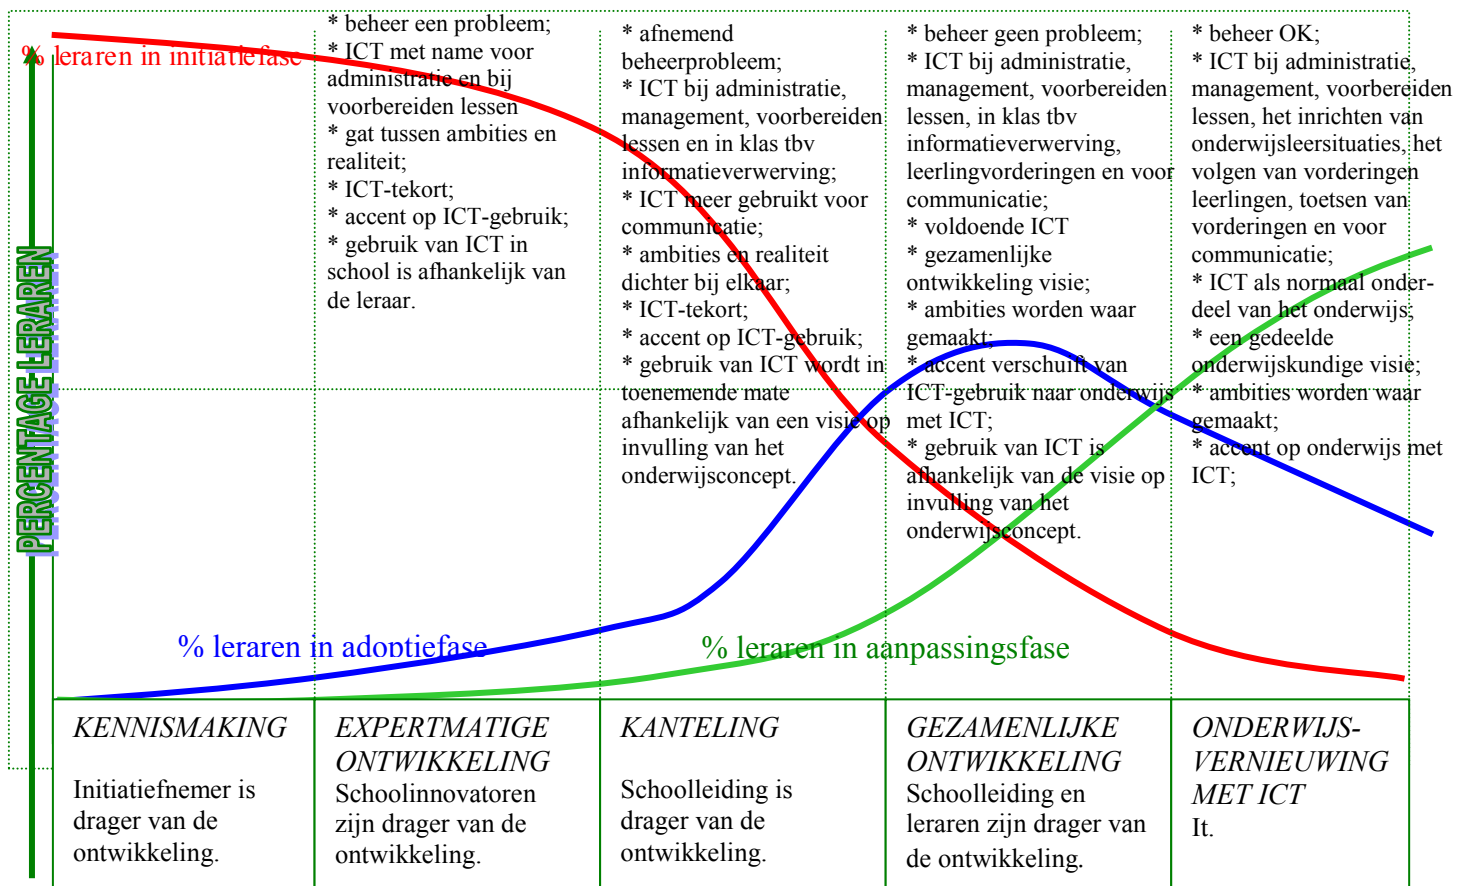 PERCENTAGE LERAREN
% leraren in initiatiefase
* beheer een probleem;
* ICT met name voor
administratie en bij
voorbereiden lessen
* gat tussen ambities en
realiteit;
* ICT-tekort;
* accent op ICT-gebruik;
* gebruik van ICT in
school is afhankelijk van
de leraar.
* afnemend
beheerprobleem;
* ICT bij administratie,
management, voorbereiden
lessen en in klas tbv
informatieverwerving;
* ICT meer gebruikt voor
communicatie;
* ambities en realiteit
dichter bij elkaar;
* ICT-tekort;
* accent op ICT-gebruik;
* gebruik van ICT wordt in
toenemende mate
afhankelijk van een visie op
invulling van het
onderwijsconcept.
* beheer geen probleem;
* ICT bij administratie,
management, voorbereiden
lessen, in klas tbv
informatieverwerving,
leerlingvorderingen en voor
communicatie;
* voldoende ICT
* gezamenlijke
ontwikkeling visie;
* ambities worden waar
gemaakt;
* accent verschuift van
ICT-gebruik naar onderwijs
met ICT;
* gebruik van ICT is
afhankelijk van de visie op
invulling van het
onderwijsconcept.
* beheer OK;
* ICT bij administratie,
management, voorbereiden
lessen, het inrichten van
onderwijsleersituaties, het
volgen van vorderingen
leerlingen, toetsen van
vorderingen en voor
communicatie;
* ICT als normaal onder-
deel van het onderwijs;
* een gedeelde
onderwijskundige visie;
* ambities worden waar
gemaakt;
* accent op onderwijs met
ICT;
% leraren in adoptiefase
% leraren in aanpassingsfase
KENNISMAKING
Initiatiefnemer is
drager van de
ontwikkeling.
EXPERTMATIGE
ONTWIKKELING
Schoolinnovatoren
zijn drager van de
ontwikkeling.
KANTELING
Schoolleiding is
drager van de
ontwikkeling.
GEZAMENLIJKE
ONTWIKKELING
Schoolleiding en
leraren zijn drager van
de ontwikkeling.
ONDERWIJS-
VERNIEUWING
MET ICT
It.